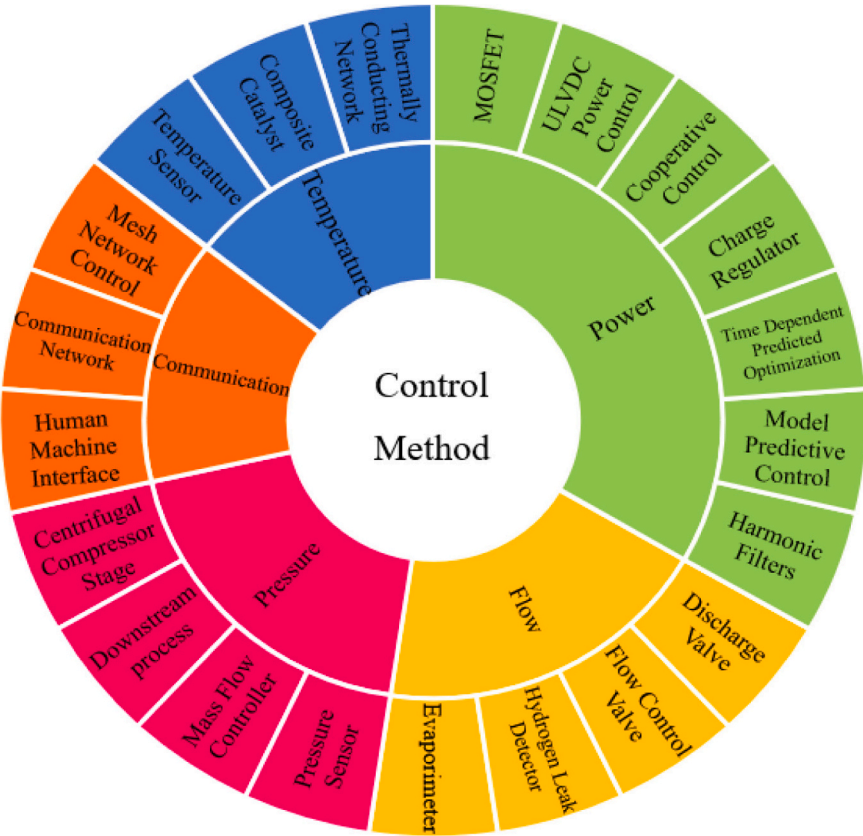 Control
Method
Power
MOSFET
ULVDC
Power
Control
Cooperative
Control
Charge
Regulator
Time Dependent
Predicted
Optimization
Model
Predictive
Control
Harmonic
Filters
Flow
Discharge
Valve
Flow Control
Valve
Hydrogen Leak
Detector
Evaporimeter
Pressure
Pressure
Sensor
Mass Flow
Controller
Downstream
process
Centrifugal
Compressor
Stage
Communication
Human
Machine
Interface
Communication
Network
Mesh
Network
Control
Temperature
Temperature
Sensor
Composite
Catalyst
Thermally
Conducting
Network